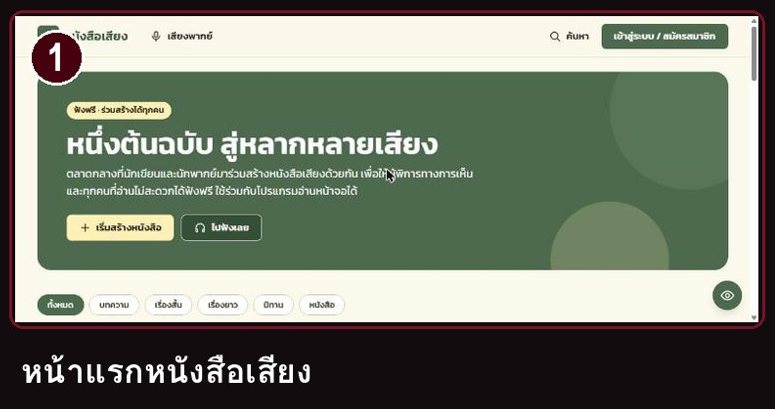 1
เสียงพากย์
ค้นหา
เข้าสู่ระบบ / สมัครสมาชิก
ฟังฟรี · ร่วมสร้างได้ทุกคน
หนึ่งต้นฉบับ สู่หลากหลายเสียง
ตลาดกลางที่นักเขียนและนักพากย์มาร่วมสร้างหนังสือเสียงด้วยกัน เพื่อให้ผู้พิการทางการเห็น
และทุกคนที่อ่านไม่สะดวกได้ฟังฟรี ใช้ร่วมกับโปรแกรมอ่านหน้าจอได้
เริ่มสร้างหนังสือ
ไปฟังเลย
ทั้งหมด
บทความ
เรื่องสั้น
เรื่องยาว
นิทาน
หนังสือ
หน้าแรกหนังสือเสียง